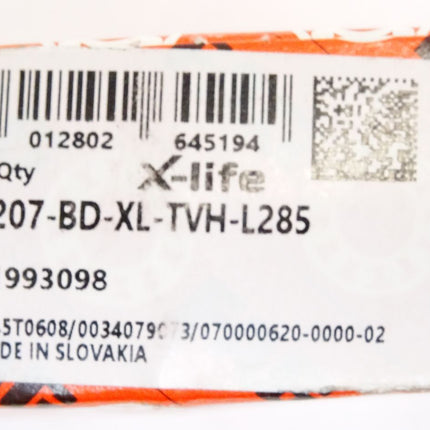 012802 645194
Qty
X-life
207-BD-XL-TVH-L285
993098
5T0608/0034079073/070000620-0000-02
DE IN SLOVAKIA